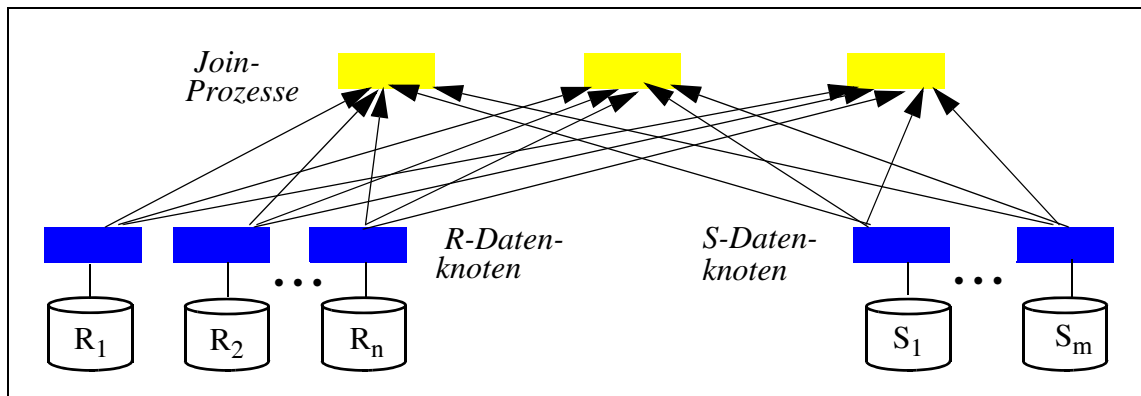 Join-
Prozesse
R-Daten-
knoten
S-Daten-
knoten
R1
R2
Rn
S1
Sm